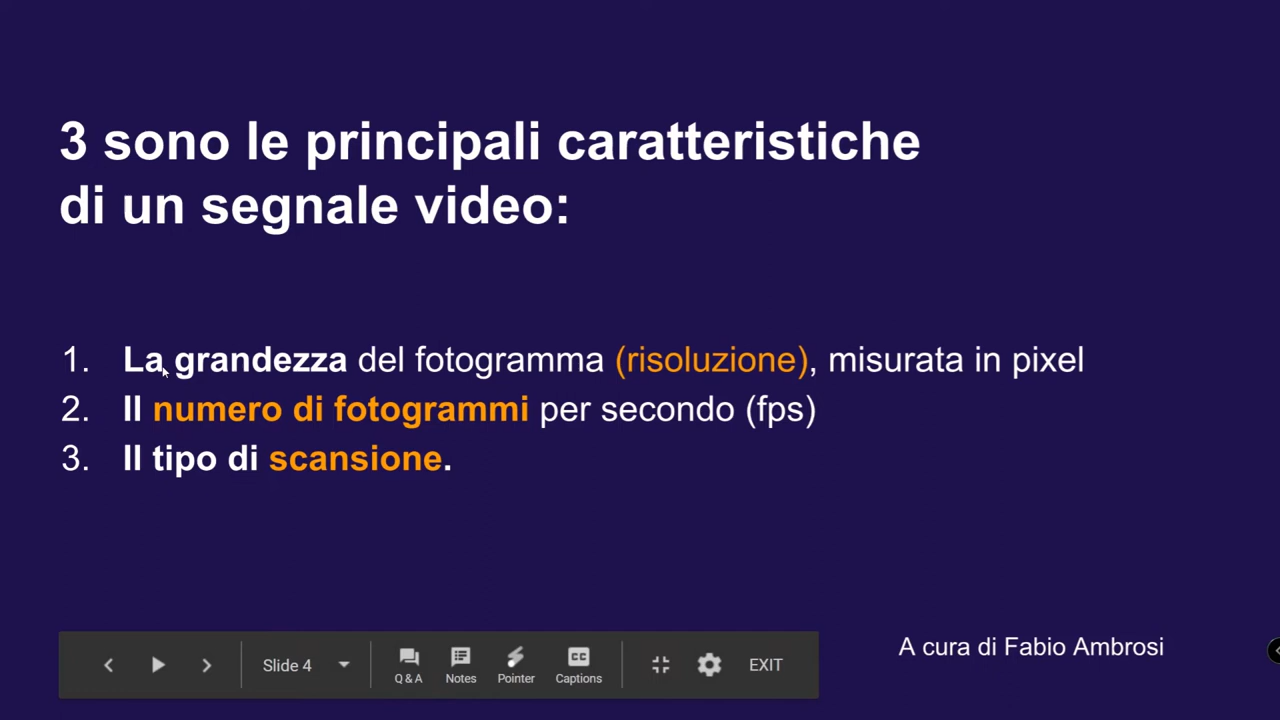 3 sono le principali caratteristiche
di un segnale video:
1. La grandezza del fotogramma (risoluzione), misurata in pixel
2. Il numero di fotogrammi per secondo (fps)
3. Il tipo di scansione.
A cura di Fabio Ambrosi
Slide 4
Q & A
Notes
Pointer
CC
Captions
EXIT